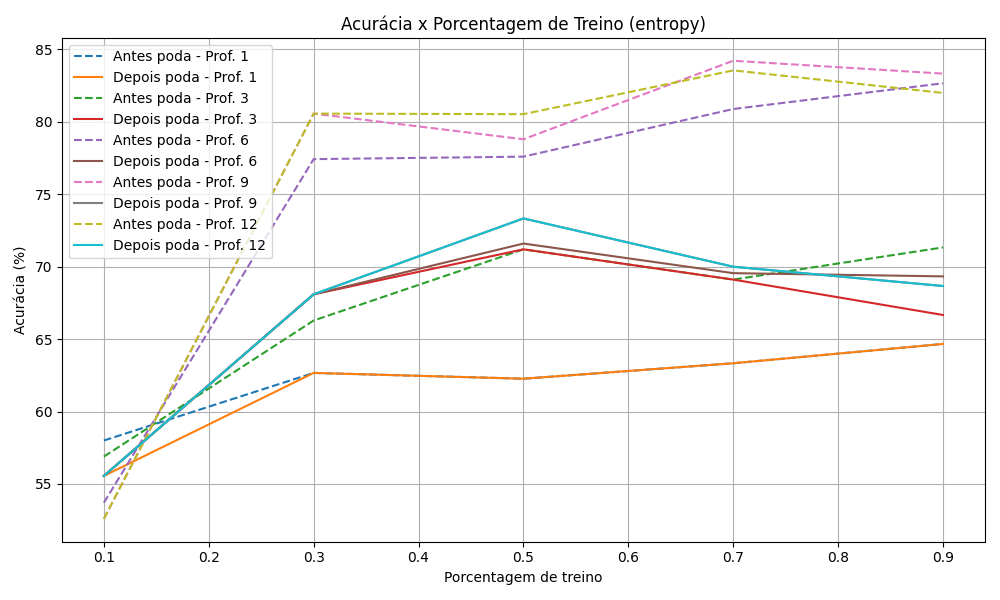 Acurácia x Porcentagem de Treino (entropy)
Antes poda - Prof. 1
Depois poda - Prof. 1
Antes poda - Prof. 3
Depois poda - Prof. 3
Antes poda - Prof. 6
Depois poda - Prof. 6
Antes poda - Prof. 9
Depois poda - Prof. 9
Antes poda - Prof. 12
Depois poda - Prof. 12
Acurácia (%)
85
80
75
70
65
60
55
0.1 0.2 0.3 0.4 0.5 0.6 0.7 0.8 0.9
Porcentagem de treino